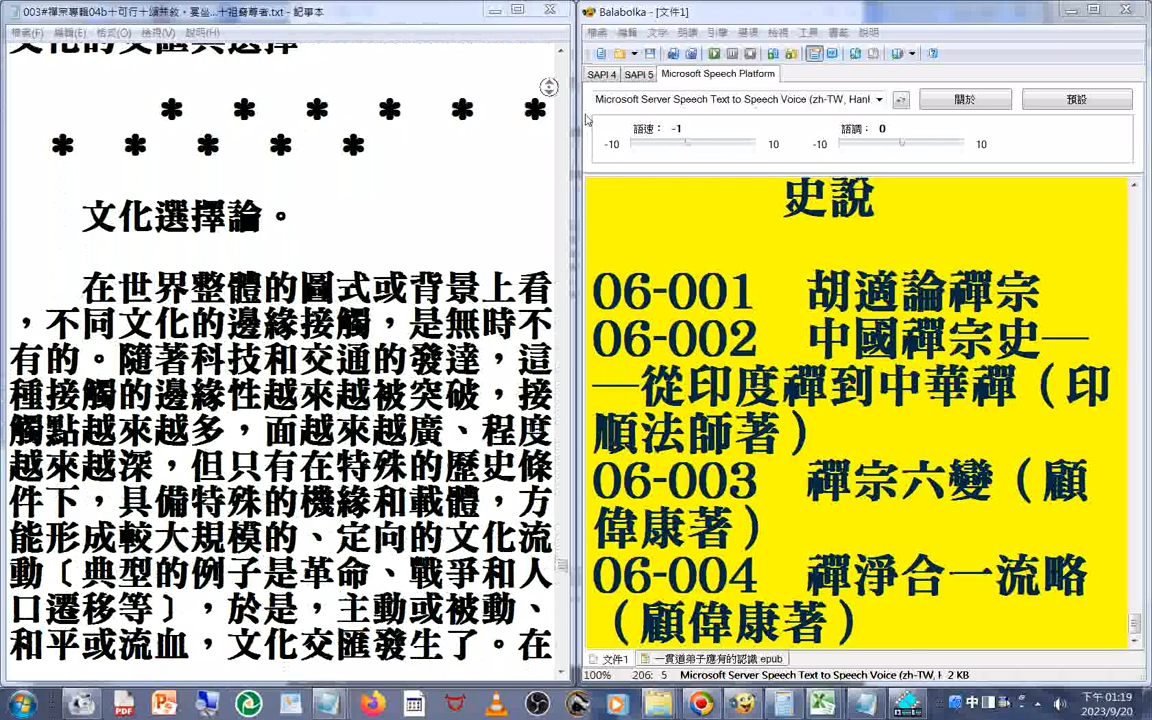 003#禪宗專輯04b十可行十頌無敘．宴坐...十祖裔尊者.txt - 記事本
檔案(F) 編輯(E) 格式(O) 檢視(V) 說明(H)
文化的交匯與選擇
* * * * * *
* * * * *
文化選擇論。
在世界整體的圖式或背景上看
，不同文化的邊緣接觸，是無時不
有的。隨著科技和交通的發達，這
種接觸的邊緣性越來越被突破，接
觸點越來越多，面越來越廣、程度
越來越深，但只有在特殊的歷史條
件下，具備特殊的機緣和載體，方
能形成較大規模的、定向的文化流
動〔典型的例子是革命、戰爭和人
口遷移等〕，於是，主動或被動、
和平或流血，文化交匯發生了。在
Balabolka - [文件1]
檔案 編輯 文字 朗讀 引擎 選項 檢視 工具 書籤 說明
SAPI 4 SAPI 5 Microsoft Speech Platform
Microsoft Server Speech Text to Speech Voice (zh-TW, Hanl
關於 預設
語速： -1 語調： 0
-10 10 -10 10
史說
06-001 胡適論禪宗
06-002 中國禪宗史—
—從印度禪到中華禪（印
順法師著）
06-003 禪宗六變（顧
偉康著）
06-004 禪淨合一流略
（顧偉康著）
文件1 一貫道弟子應有的認識 epub
100% 206: 5 Microsoft Server Speech Text to Speech Voice (zh-TW, H 2 KB
中
下午 01:19
2023/9/20